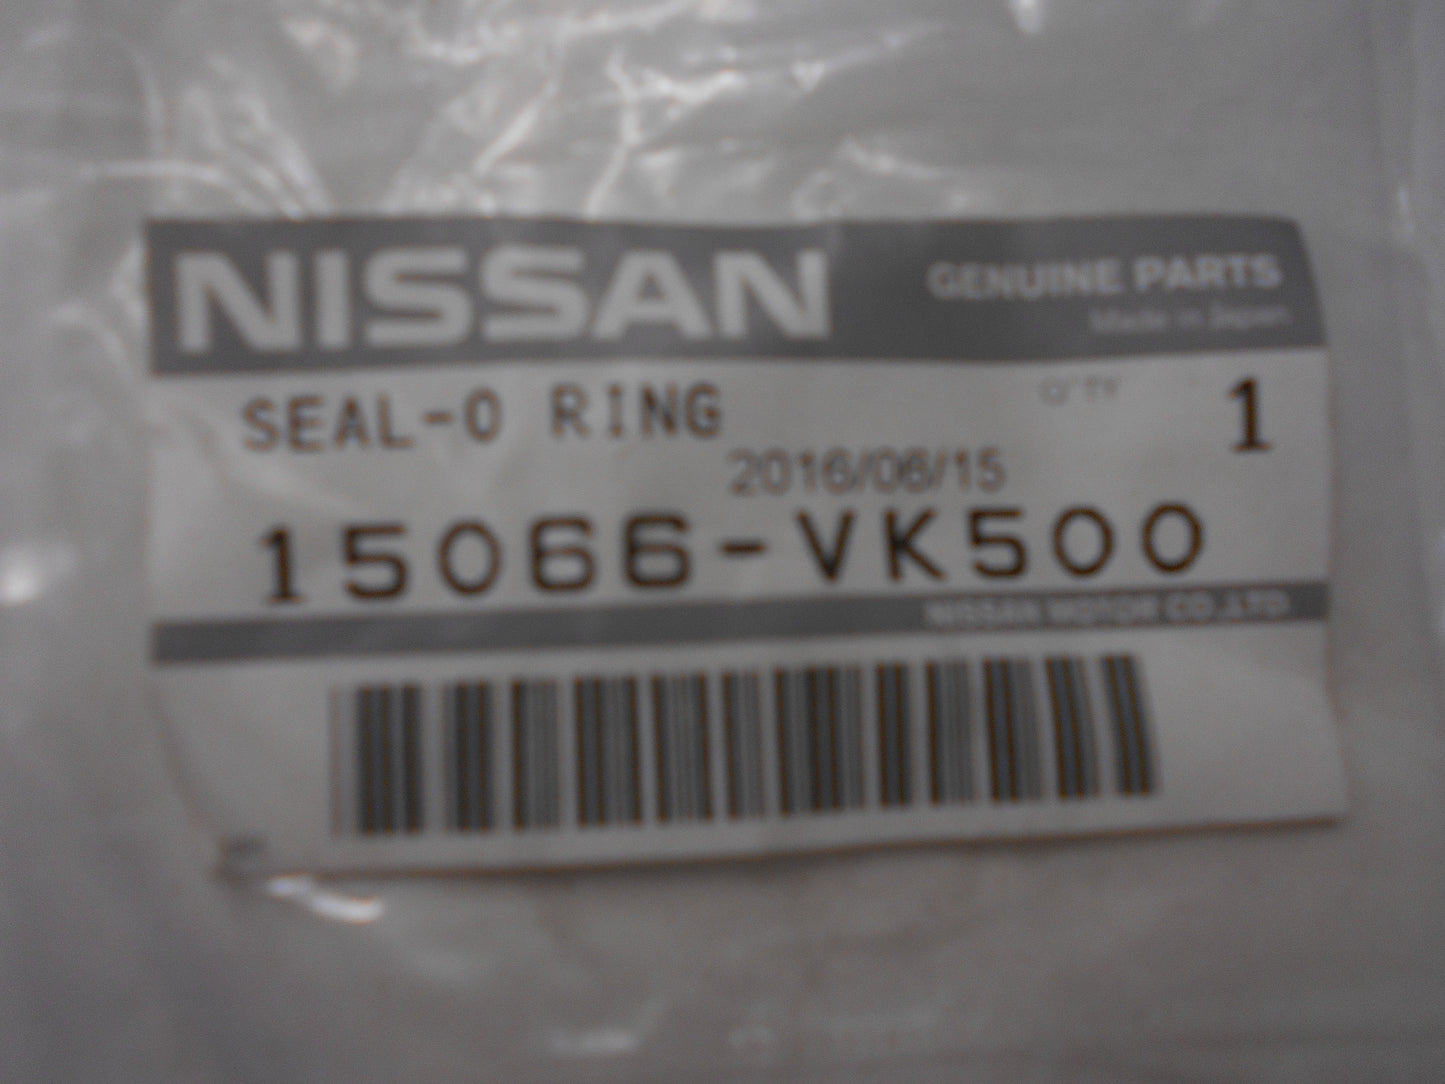 NISSAN
GENUINE PARTS
Made in Japan
SEAL-O RING
Q'TY 1
2016/06/15
15066-VK500
NISSAN MOTOR CO.,LTD.